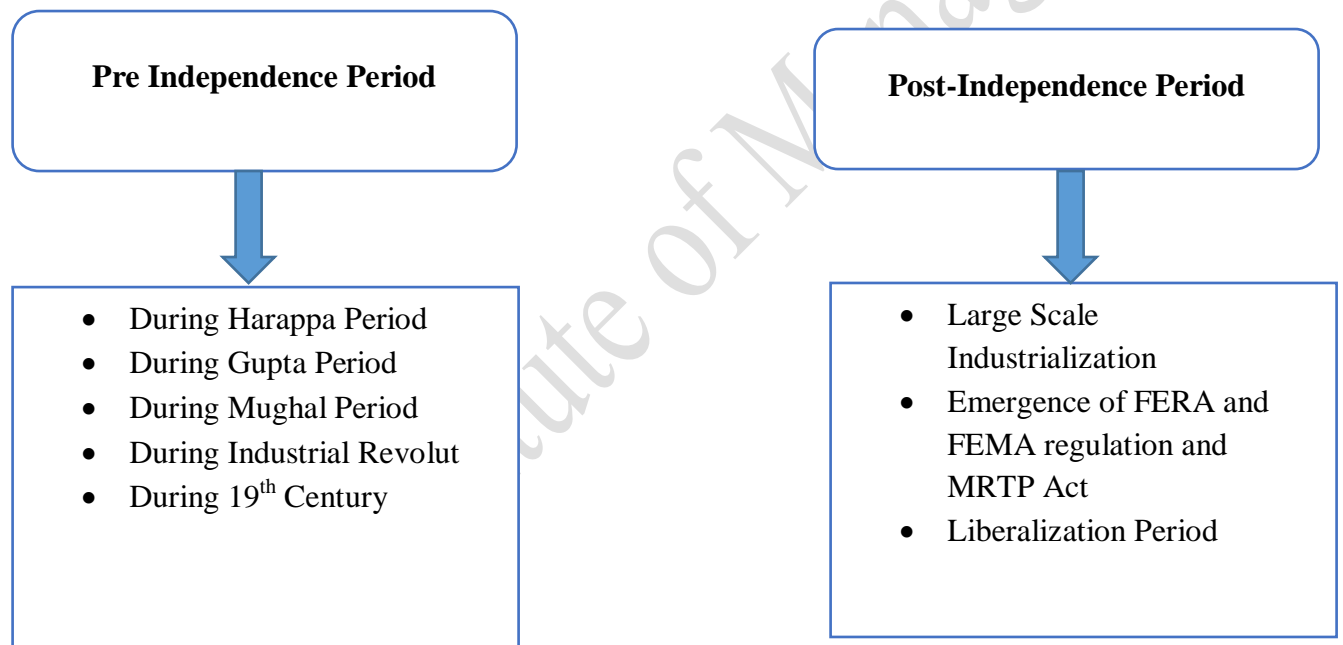 Pre Independence Period
• During Harappa Period
• During Gupta Period
• During Mughal Period
• During Industrial Revolut
• During 19th Century
Post-Independence Period
• Large Scale
Industrialization
• Emergence of FERA and
FEMA regulation and
MRTP Act
• Liberalization Period
of